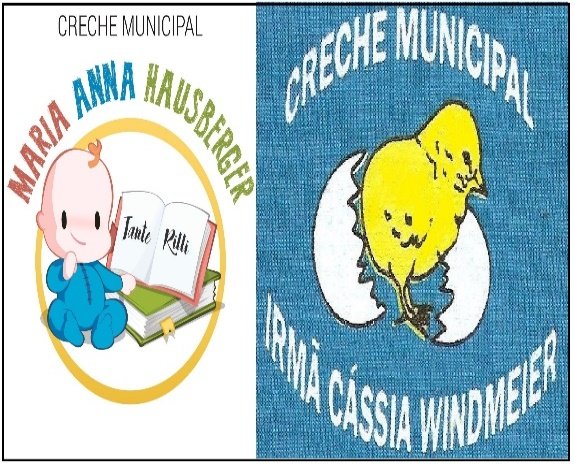 CRECHE MUNICIPAL
MARIA ANNA HAUSBERGER
Tante Rilli
CRECHE MUNICIPAL
IRMÃ CÁSSIA WINDMEIER